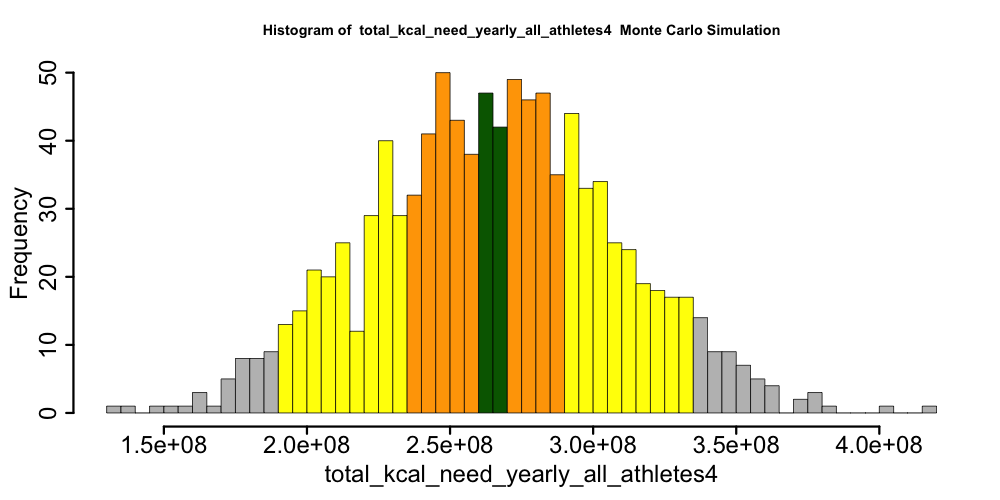 Histogram of  total_kcal_need_yearly_all_athletes4  Monte Carlo Simulation
50
40
30
20
10
0
Frequency
1.5e+08 2.0e+08 2.5e+08 3.0e+08 3.5e+08 4.0e+08
total_kcal_need_yearly_all_athletes4